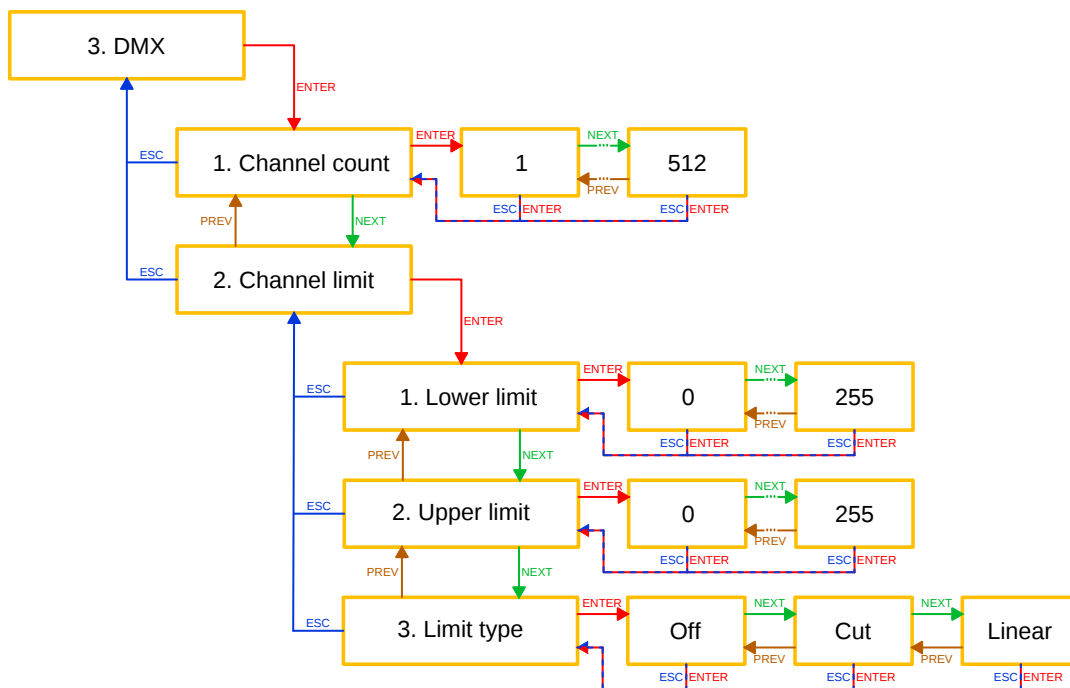 3. DMX
ENTER
ESC
1. Channel count
ENTER
1
NEXT
PREV
512
ESC ENTER
ESC ENTER
PREV
NEXT
ESC
2. Channel limit
ENTER
ESC
1. Lower limit
ENTER
0
NEXT
PREV
255
ESC ENTER
ESC ENTER
PREV
NEXT
ESC
2. Upper limit
ENTER
0
NEXT
PREV
255
ESC ENTER
ESC ENTER
PREV
NEXT
ESC
3. Limit type
ENTER
Off
NEXT
PREV
Cut
NEXT
PREV
Linear
ESC ENTER
ESC ENTER
ESC ENTER